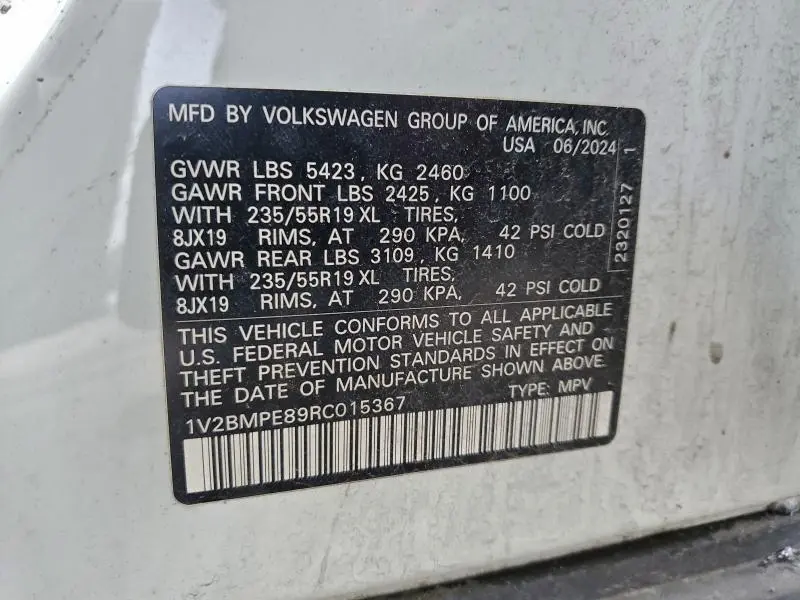 MFD BY VOLKSWAGEN GROUP OF AMERICA, INC.
USA 06/2024
GVWR LBS 5423, KG 2460
GAWR FRONT LBS 2425, KG 1100
WITH 235/55R19 XL TIRES,
8JX19 RIMS, AT 290 KPA, 42 PSI COLD
GAWR REAR LBS 3109, KG 1410
WITH 235/55R19 XL TIRES,
8JX19 RIMS, AT 290 KPA, 42 PSI COLD
THIS VEHICLE CONFORMS TO ALL APPLICABLE
U.S. FEDERAL MOTOR VEHICLE SAFETY AND
THEFT PREVENTION STANDARDS IN EFFECT ON
THE DATE OF MANUFACTURE SHOWN ABOVE.
1V2BMPE89RC015367 TYPE: MPV
2320127 1